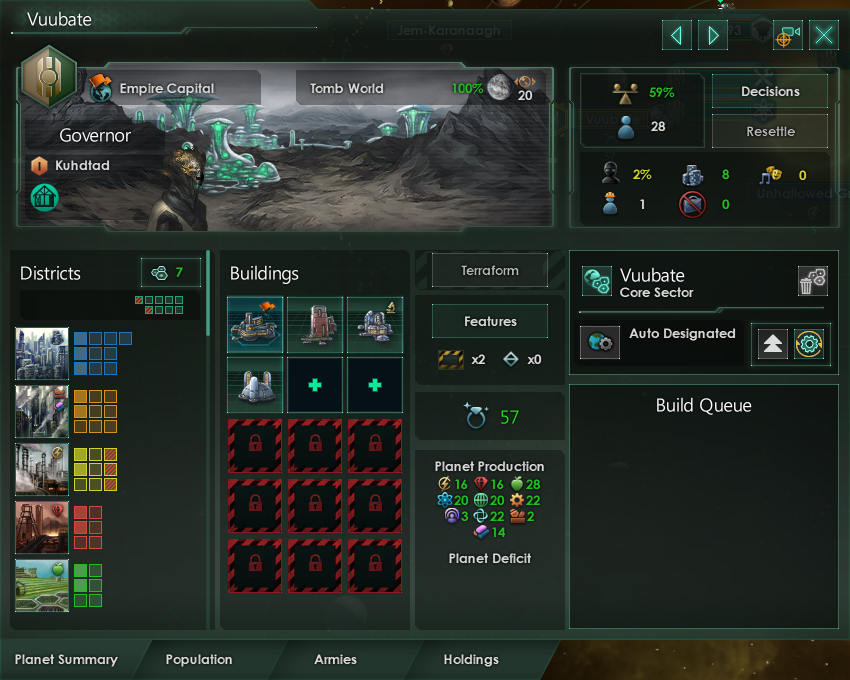 Vuubate
Jem-Karanaagh
Empire Capital
Tomb World
100%
20
Governor
Kuhdtad
59%
28
Decisions
Resettle
2%
8
0
1
0
Districts
7
Buildings
Terraform
Features
x2
x0
57
Planet Production
16
16
28
20
20
22
3
22
2
14
Planet Deficit
Vuubate
Core Sector
Auto Designated
Build Queue
Planet Summary
Population
Armies
Holdings